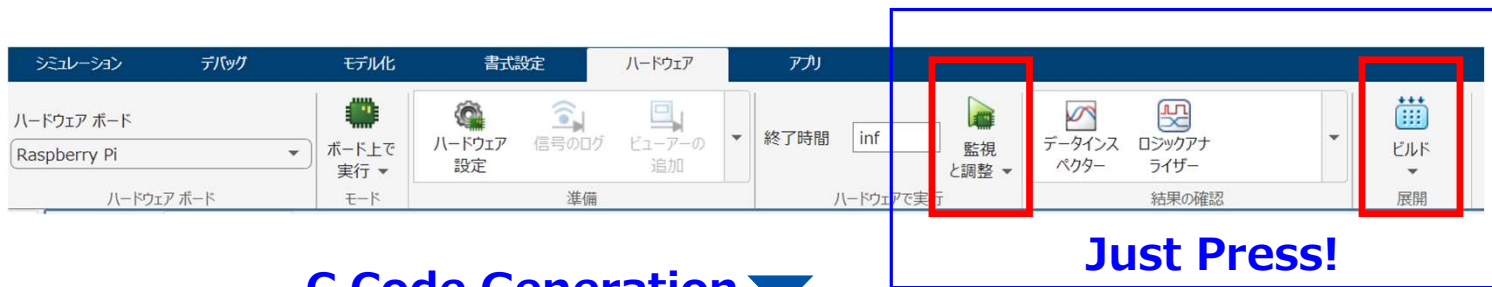 シミュレーション デバッグ モデル化 書式設定 ハードウェア アプリ
ハードウェア ボード
Raspberry Pi
ハードウェア ボード
ボード上で
実行
モード
ハードウェア
設定
信号のログ
ビューアーの
追加
準備
終了時間 inf
監視
と調整
ハードウェアで実行
データインス
ペクター
ロジックアナ
ライザー
結果の確認
ビルド
展開
Just Press!
C Code Generation